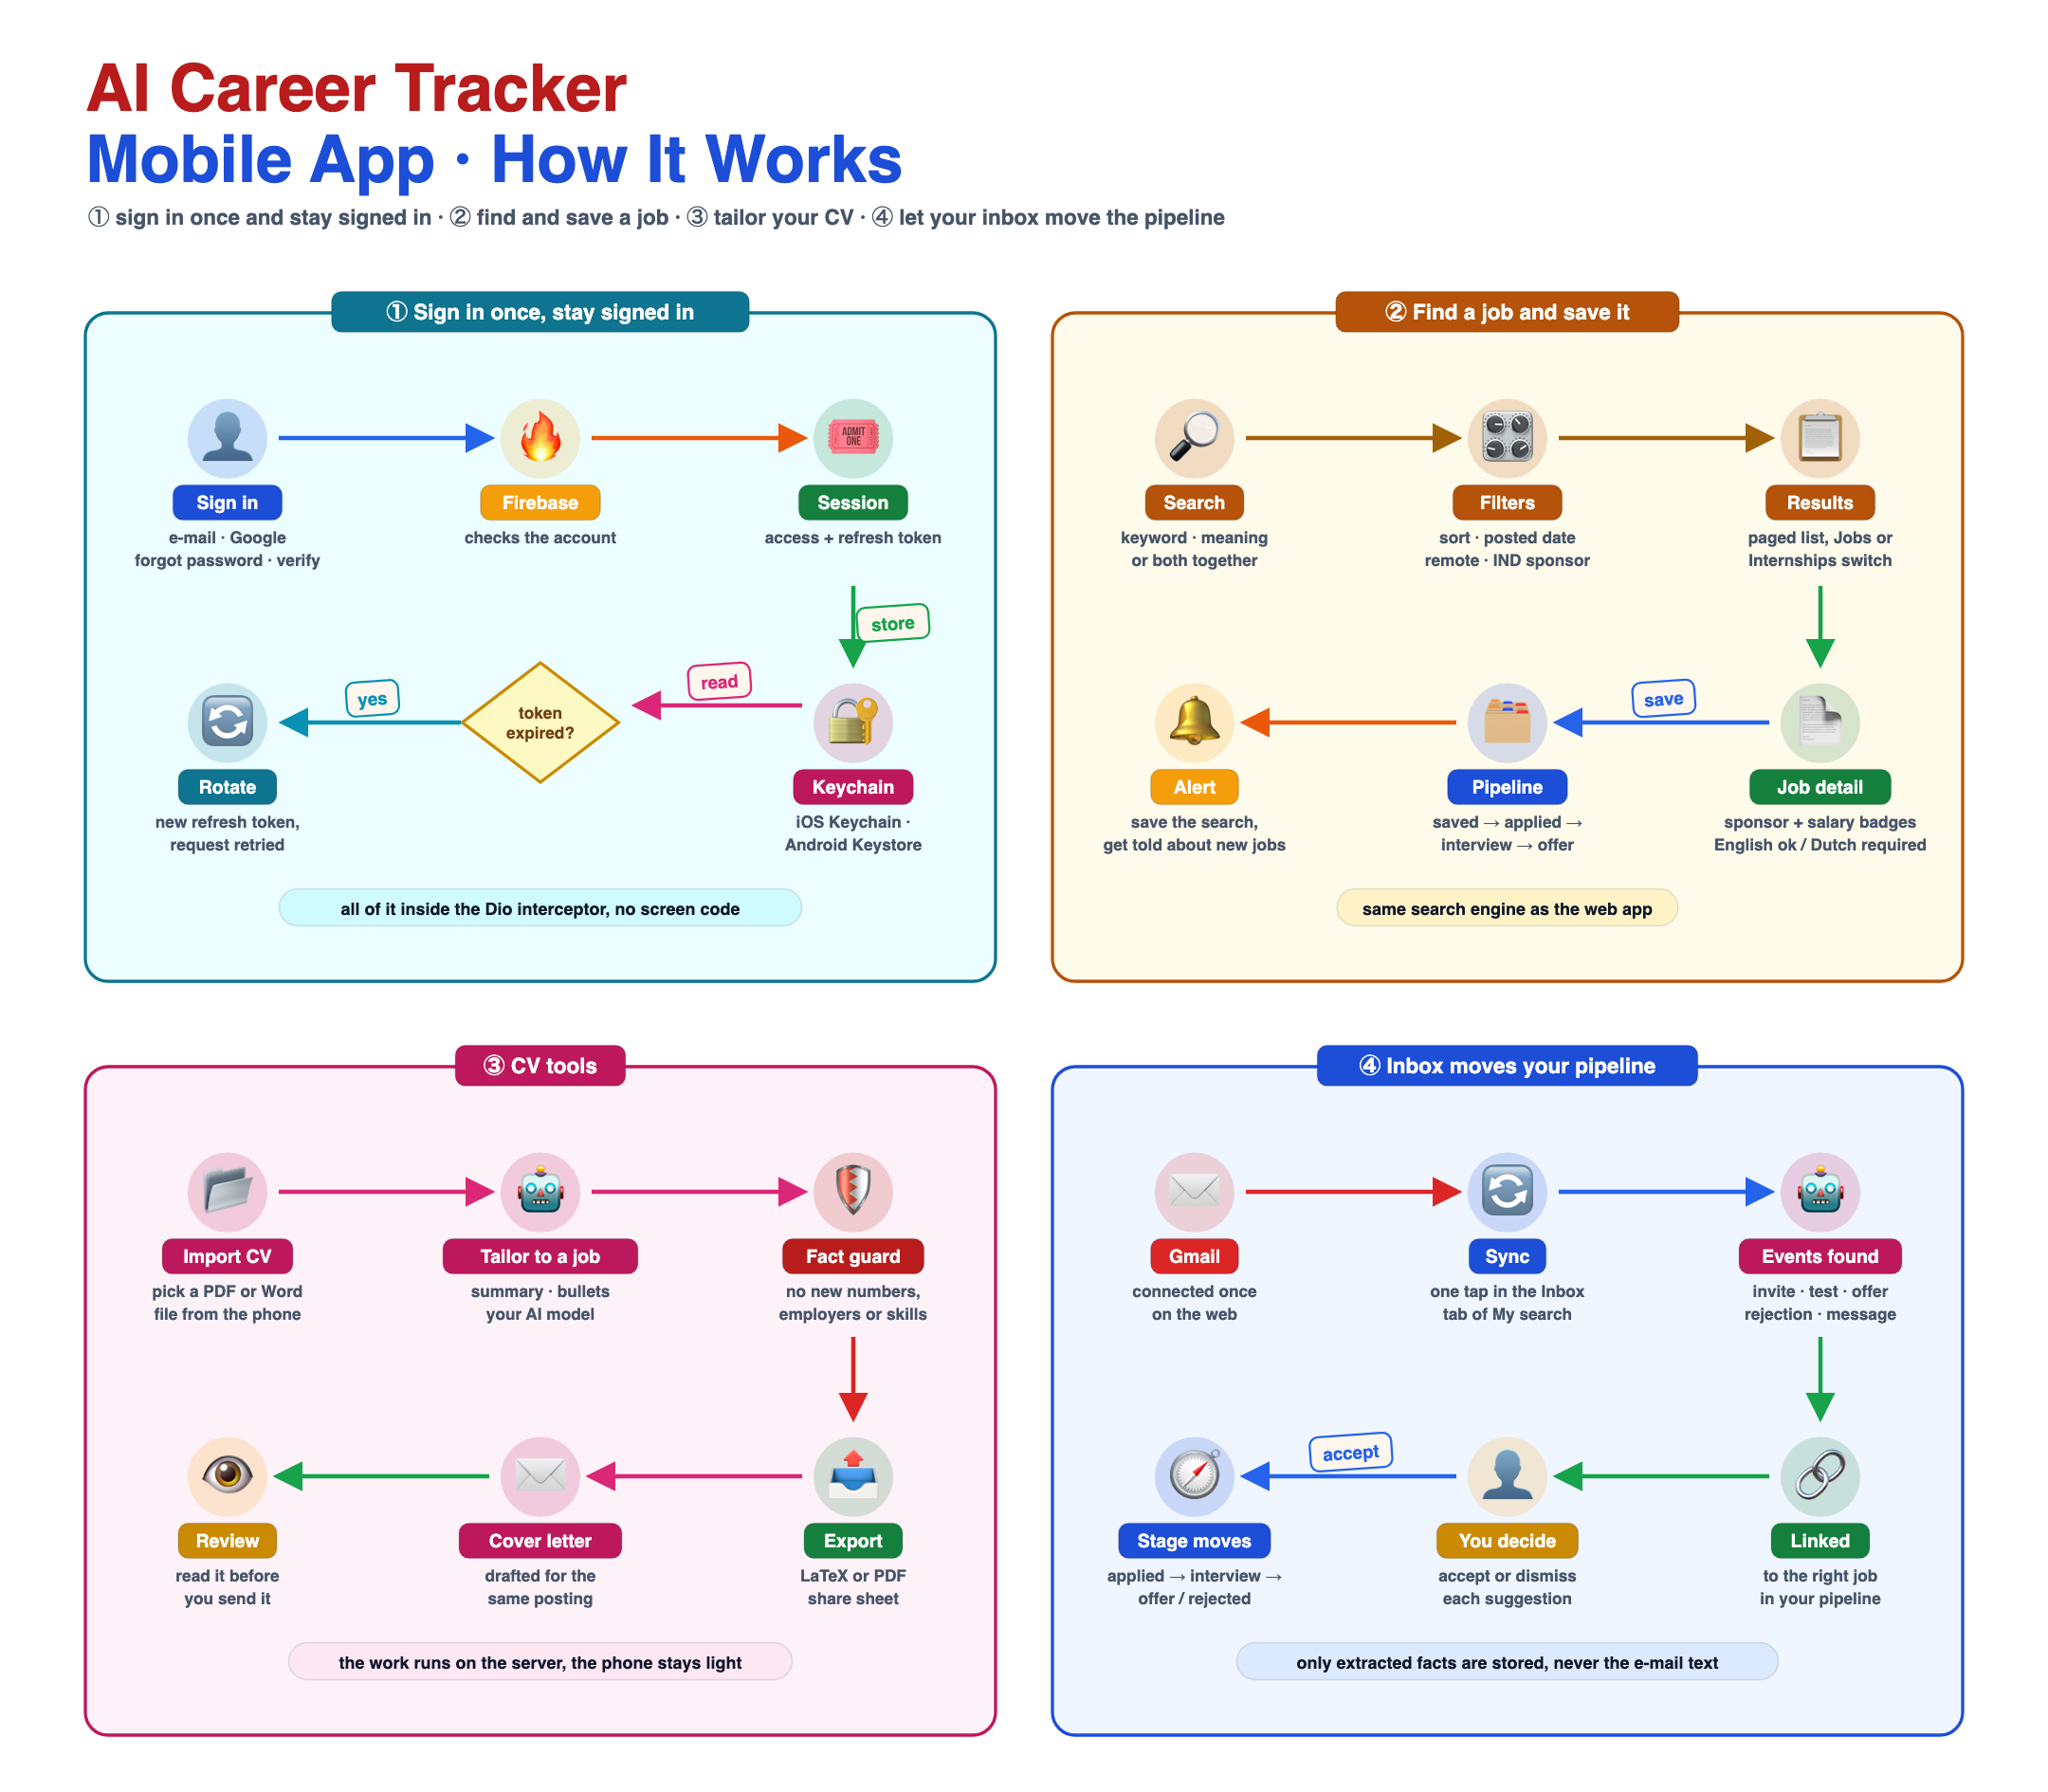 AI Career Tracker
Mobile App · How It Works
① sign in once and stay signed in · ② find and save a job · ③ tailor your CV · ④ let your inbox move the pipeline
① Sign in once, stay signed in
ADMIT
ONE
Sign in
Firebase
Session
e-mail · Google
forgot password · verify
checks the account
access + refresh token
store
read
yes
token
expired?
Rotate
Keychain
new refresh token,
request retried
iOS Keychain ·
Android Keystore
all of it inside the Dio interceptor, no screen code
② Find a job and save it
Search
Filters
Results
keyword · meaning
or both together
sort · posted date
remote · IND sponsor
paged list, Jobs or
Internships switch
save
Alert
Pipeline
Job detail
save the search,
get told about new jobs
saved → applied →
interview → offer
sponsor + salary badges
English ok / Dutch required
same search engine as the web app
③ CV tools
Import CV
Tailor to a job
Fact guard
pick a PDF or Word
file from the phone
summary · bullets
your AI model
no new numbers,
employers or skills
Review
Cover letter
Export
read it before
you send it
drafted for the
same posting
LaTeX or PDF
share sheet
the work runs on the server, the phone stays light
④ Inbox moves your pipeline
Gmail
Sync
Events found
connected once
on the web
one tap in the Inbox
tab of My search
invite · test · offer
rejection · message
accept
Stage moves
You decide
Linked
applied → interview →
offer / rejected
accept or dismiss
each suggestion
to the right job
in your pipeline
only extracted facts are stored, never the e-mail text